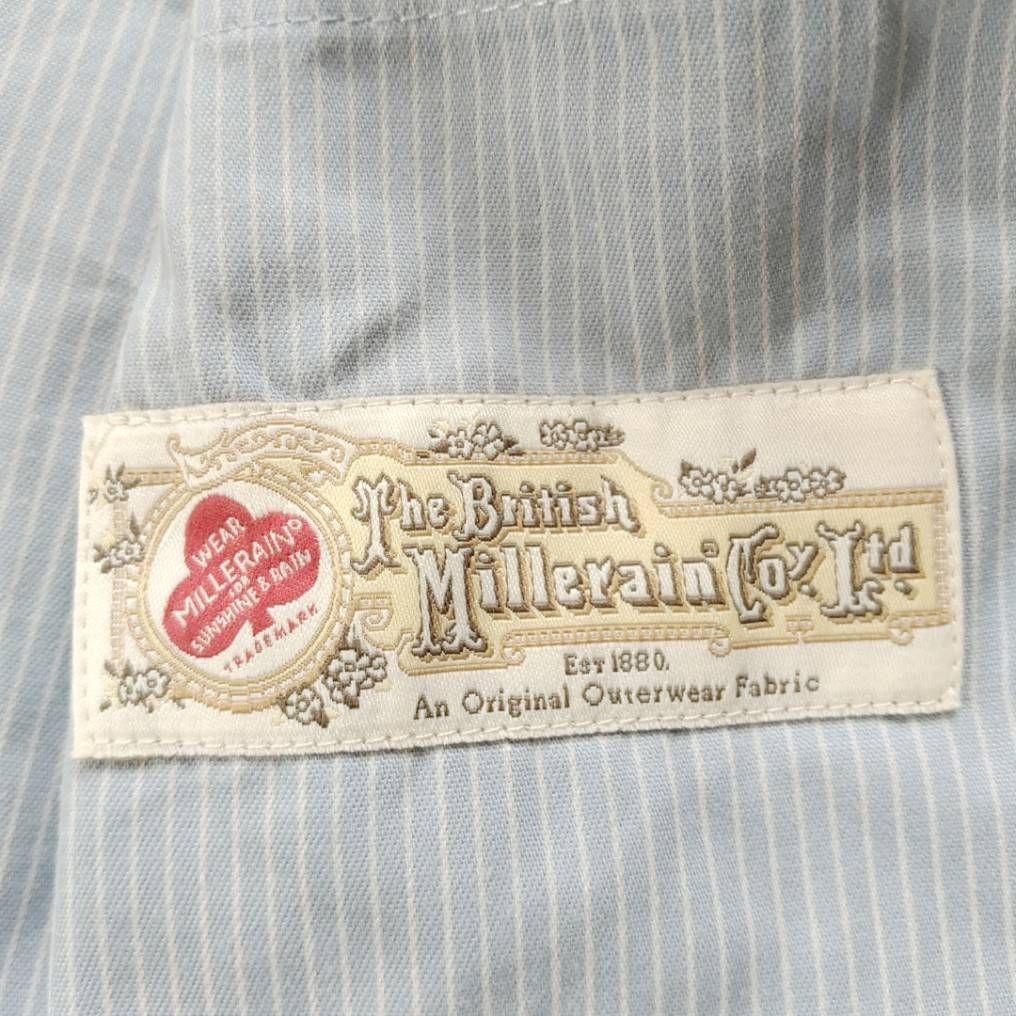 WEAR
MILLERAIN
FOR
SUNSHINE & RAIN
TRADEMARK
The British
Millerain Coy. Ltd.
EST 1880.
An Original Outerwear Fabric